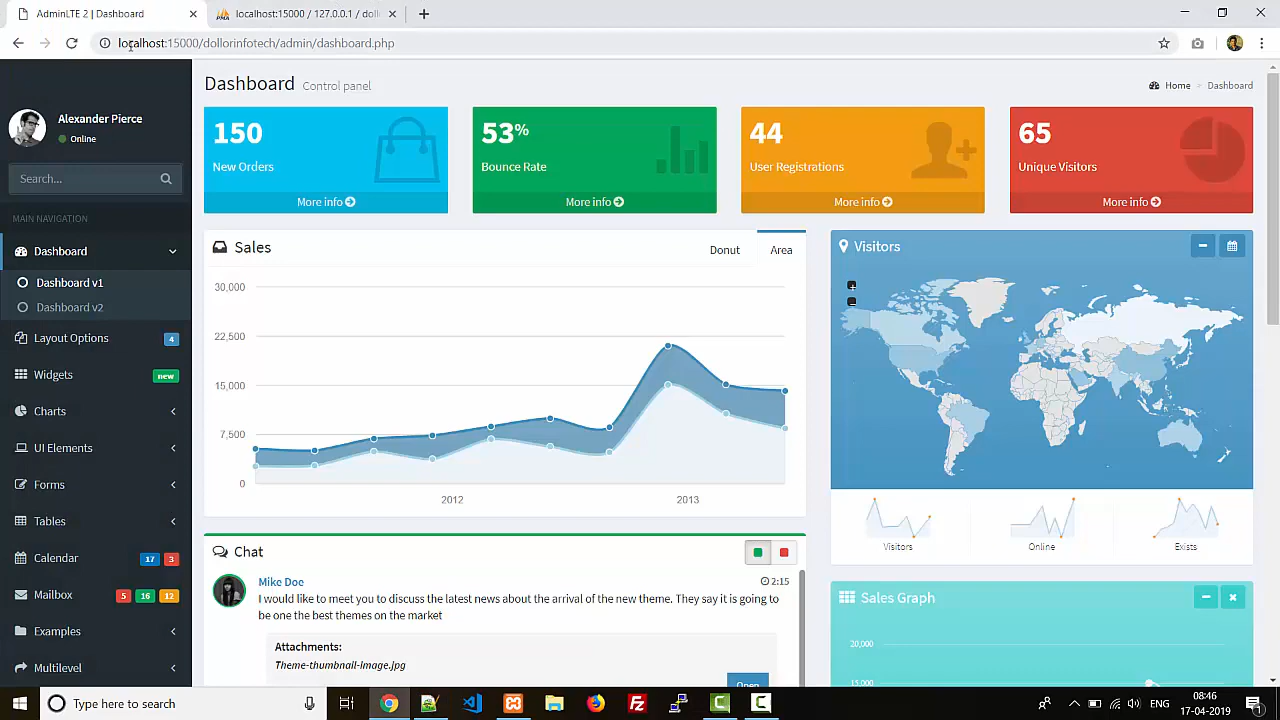 AdminLTE 2 | Dashboard
localhost:15000 / 127.0.0.1 / doll
localhost:15000/dollorinfotech/admin/dashboard.php
Alexander Pierce
Online
Search...
MAIN NAVIGATION
Dashboard
Dashboard v1
Dashboard v2
Layout Options 4
Widgets new
Charts
UI Elements
Forms
Tables
Calendar 17 3
Mailbox 5 16 12
Examples
Multilevel
Dashboard Control panel
Home > Dashboard
150
New Orders
More info
53%
Bounce Rate
More info
44
User Registrations
More info
65
Unique Visitors
More info
Sales
Donut Area
30,000
22,500
15,000
7,500
0
2012 2013
Visitors
+
Visitors Online Exists
Chat
Mike Doe 2:15
I would like to meet you to discuss the latest news about the arrival of the new theme. They say it is going to
be one the best themes on the market
Attachments:
Theme-thumbnail-image.jpg
Open
Sales Graph
20,000
15,000
Type here to search
ENG
08:46
17-04-2019
1